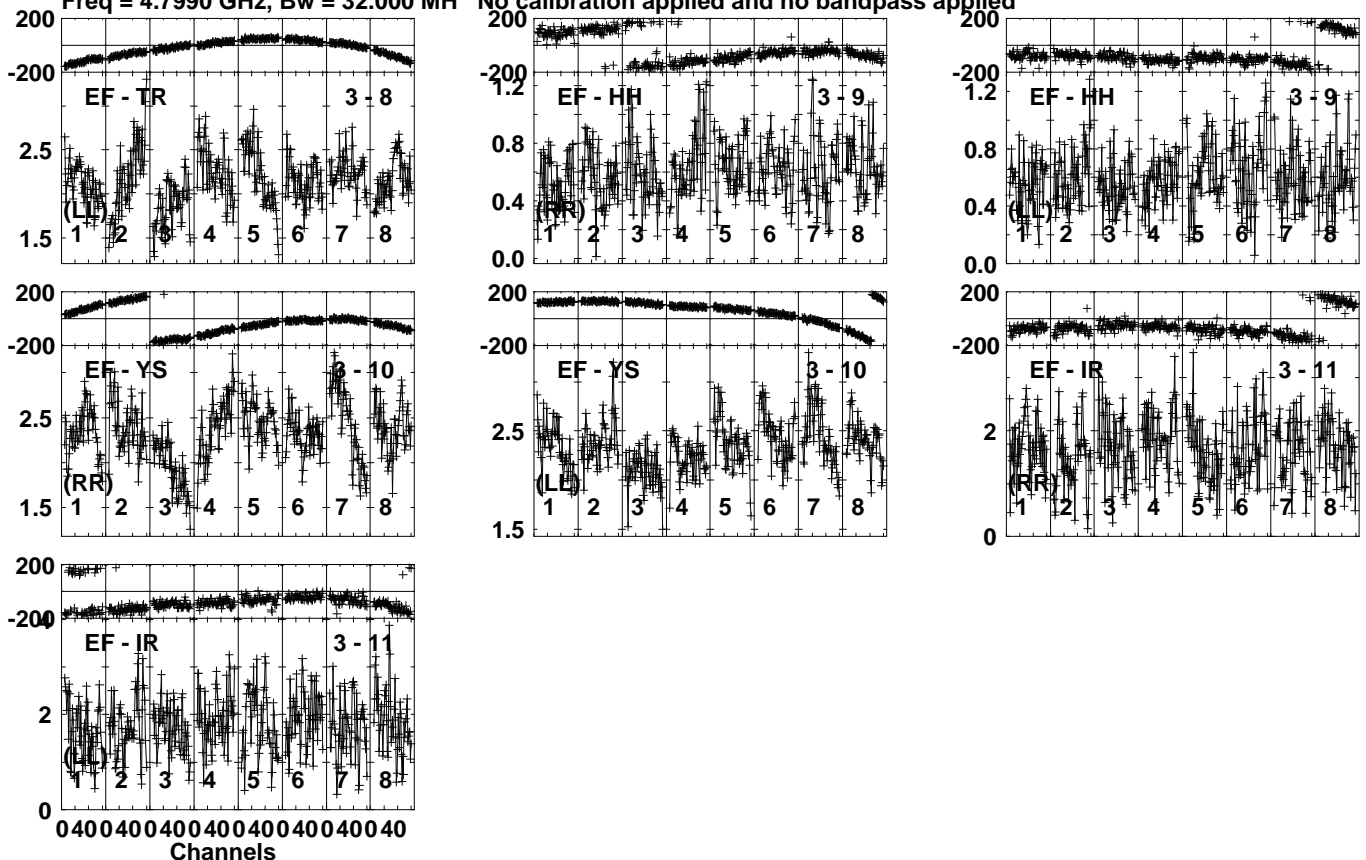 Freq = 4.7990 GHz, Bw = 32.000 MH No calibration applied and no bandpass applied
200
-200
EF - TR 3 - 8
2.5
(LL)
1 2 3 4 5 6 7 8
1.5
200
-200
1.2
EF - HH 3 - 9
0.8
0.4
(RR)
1 2 3 4 5 6 7 8
0.0
200
-200
1.2
EF - HH 3 - 9
0.8
0.4
(LL)
1 2 3 4 5 6 7 8
0.0
200
-200
EF - YS 3 - 10
2.5
(RR)
1 2 3 4 5 6 7 8
1.5
200
-200
EF - YS 3 - 10
2.5
(LL)
1 2 3 4 5 6 7 8
1.5
200
-200
EF - IR 3 - 11
2
(RR)
1 2 3 4 5 6 7 8
0
200
-200
4
EF - IR 3 - 11
2
(LL)
1 2 3 4 5 6 7 8
0
0 40 0 40 0 40 0 40 0 40 0 40 0 40 0 40
Channels